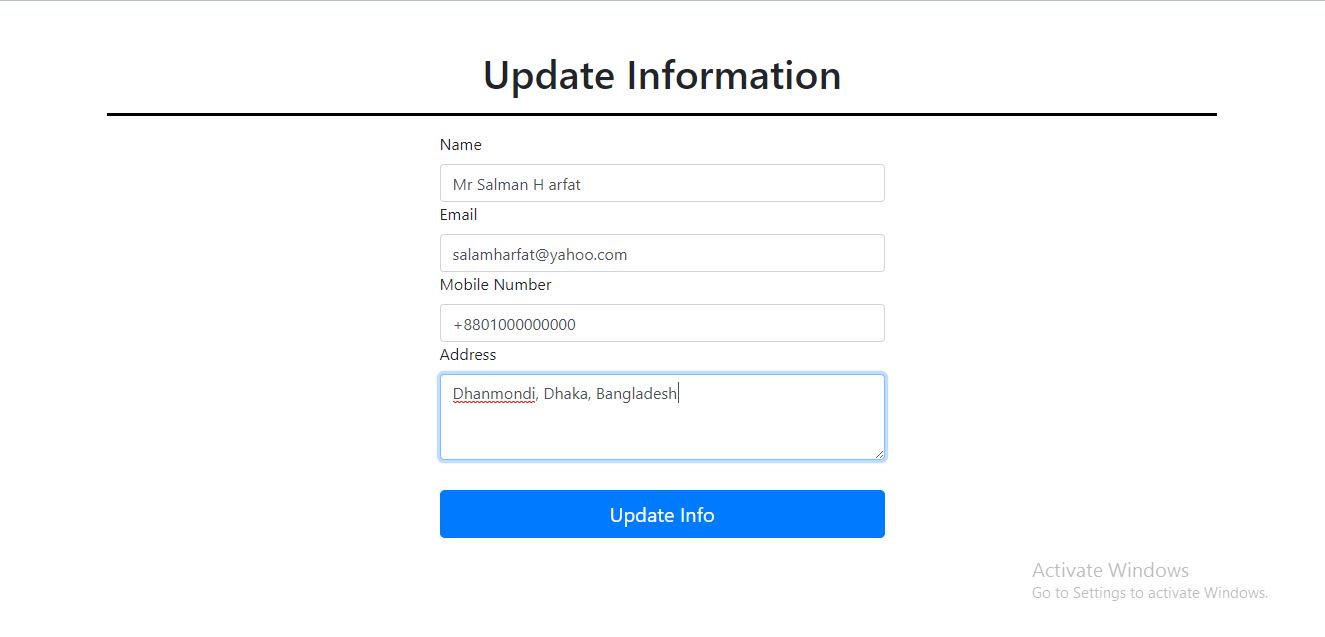 Update Information
Name
Mr Salman H arfat
Email
salamharfat@yahoo.com
Mobile Number
+8801000000000
Address
Dhanmondi, Dhaka, Bangladesh
Update Info
Activate Windows
Go to Settings to activate Windows.